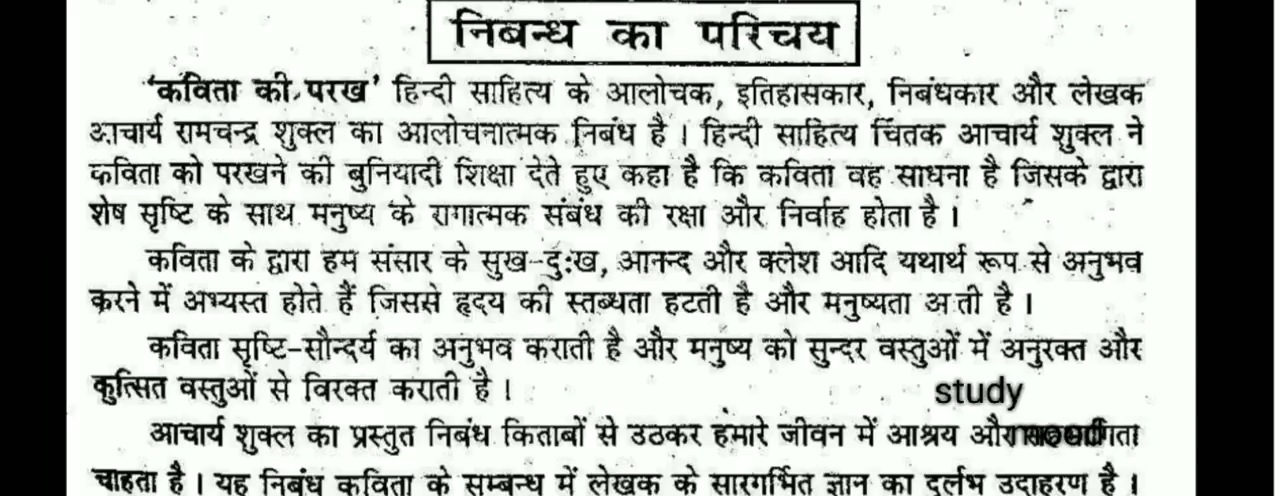 निबन्ध का परिचय
'कविता की परख' हिन्दी साहित्य के आलोचक, इतिहासकार, निबंधकार और लेखक
आचार्य रामचन्द्र शुक्ल का आलोचनात्मक निबंध है । हिन्दी साहित्य चिंतक आचार्य शुक्ल ने
कविता को परखने की बुनियादी शिक्षा देते हुए कहा है कि कविता वह साधना है जिसके द्वारा
शेष सृष्टि के साथ मनुष्य के रागात्मक संबंध की रक्षा और निर्वाह होता है ।
कविता के द्वारा हम संसार के सुख-दुःख, आनन्द और क्लेश आदि यथार्थ रूप से अनुभव
करने में अभ्यस्त होते हैं जिससे हृदय की स्तब्धता हटती है और मनुष्यता आती है ।
कविता सृष्टि-सौन्दर्य का अनुभव कराती है और मनुष्य को सुन्दर वस्तुओं में अनुरक्त और
कुत्सित वस्तुओं से विरक्त कराती है ।
study
आचार्य शुक्ल का प्रस्तुत निबंध किताबों से उठकर हमारे जीवन में आश्रय और
चाहता है । यह निबंध कविता के सम्बन्ध में लेखक के सारगर्भित ज्ञान का दुर्लभ उदाहरण है ।